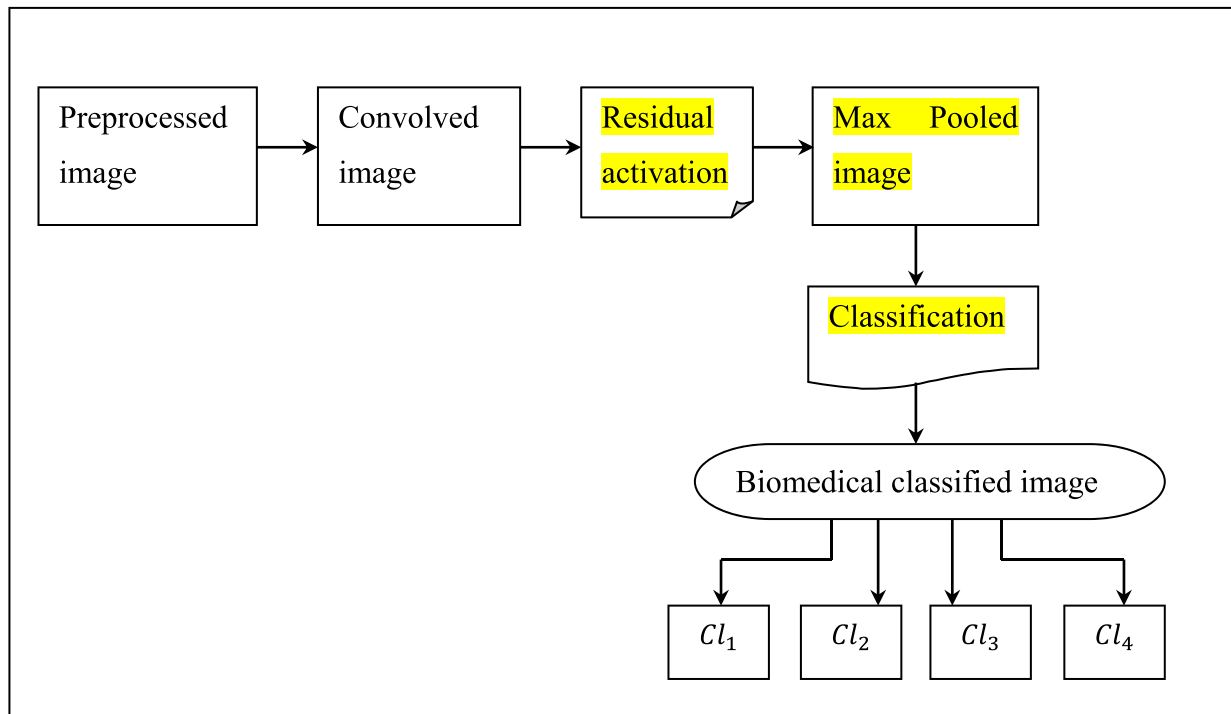 Preprocessed
image
Convolved
image
Residual
activation
Max Pooled
image
Classification
Biomedical classified image
Cl₁
Cl₂
Cl₃
Cl₄